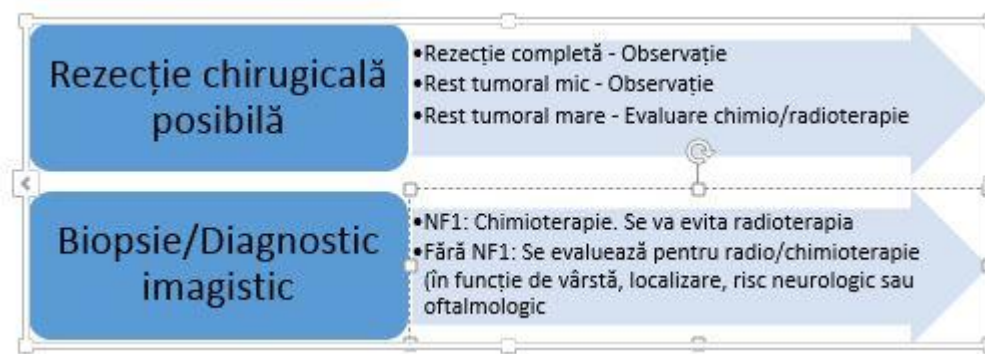 Rezecție chirugicală
posibilă
•Rezecție completă - Observație
•Rest tumoral mic - Observație
•Rest tumoral mare - Evaluare chimio/radioterapie
Biopsie/Diagnostic
imagistic
•NF1: Chimioterapie. Se va evita radioterapia
•Fără NF1: Se evaluează pentru radio/chimioterapie
(în funcție de vârstă, localizare, risc neurologic sau
oftalmologic